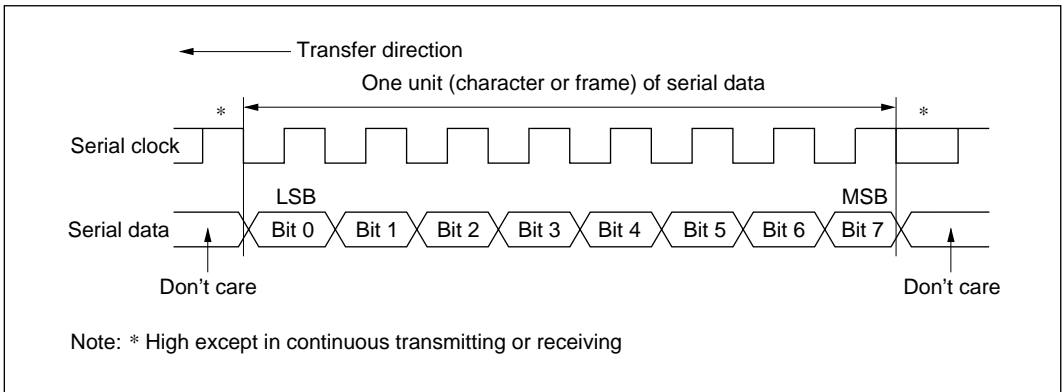 Transfer direction
One unit (character or frame) of serial data
* *
Serial clock
LSB MSB
Serial data Bit 0 Bit 1 Bit 2 Bit 3 Bit 4 Bit 5 Bit 6 Bit 7
Don't care Don't care
Note: * High except in continuous transmitting or receiving